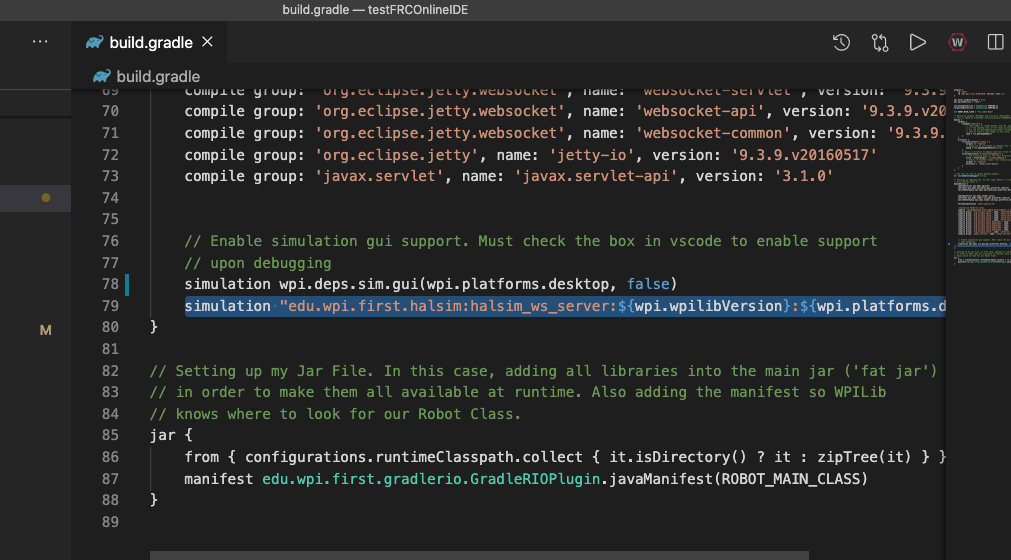 build.gradle — testFRCOnlineIDE
build.gradle
build.gradle
69 compile group: 'org.eclipse.jetty.websocket', name: 'websocket-servlet', version: '9.3.9
70 compile group: 'org.eclipse.jetty.websocket', name: 'websocket-api', version: '9.3.9.v20
71 compile group: 'org.eclipse.jetty.websocket', name: 'websocket-common', version: '9.3.9.
72 compile group: 'org.eclipse.jetty', name: 'jetty-io', version: '9.3.9.v20160517'
73 compile group: 'javax.servlet', name: 'javax.servlet-api', version: '3.1.0'
74
75
76 // Enable simulation gui support. Must check the box in vscode to enable support
77 // upon debugging
78 simulation wpi.deps.sim.gui(wpi.platforms.desktop, false)
79 simulation "edu.wpi.first.halsim:halsim_ws_server:${wpi.wpilibVersion}:${wpi.platforms.d
M
80 }
81
82 // Setting up my Jar File. In this case, adding all libraries into the main jar ('fat jar')
83 // in order to make them all available at runtime. Also adding the manifest so WPILib
84 // knows where to look for our Robot Class.
85 jar {
86 from { configurations.runtimeClasspath.collect { it.isDirectory() ? it : zipTree(it) } }
87 manifest edu.wpi.first.gradlerio.GradleRIOPlugin.javaManifest(ROBOT_MAIN_CLASS)
88 }
89